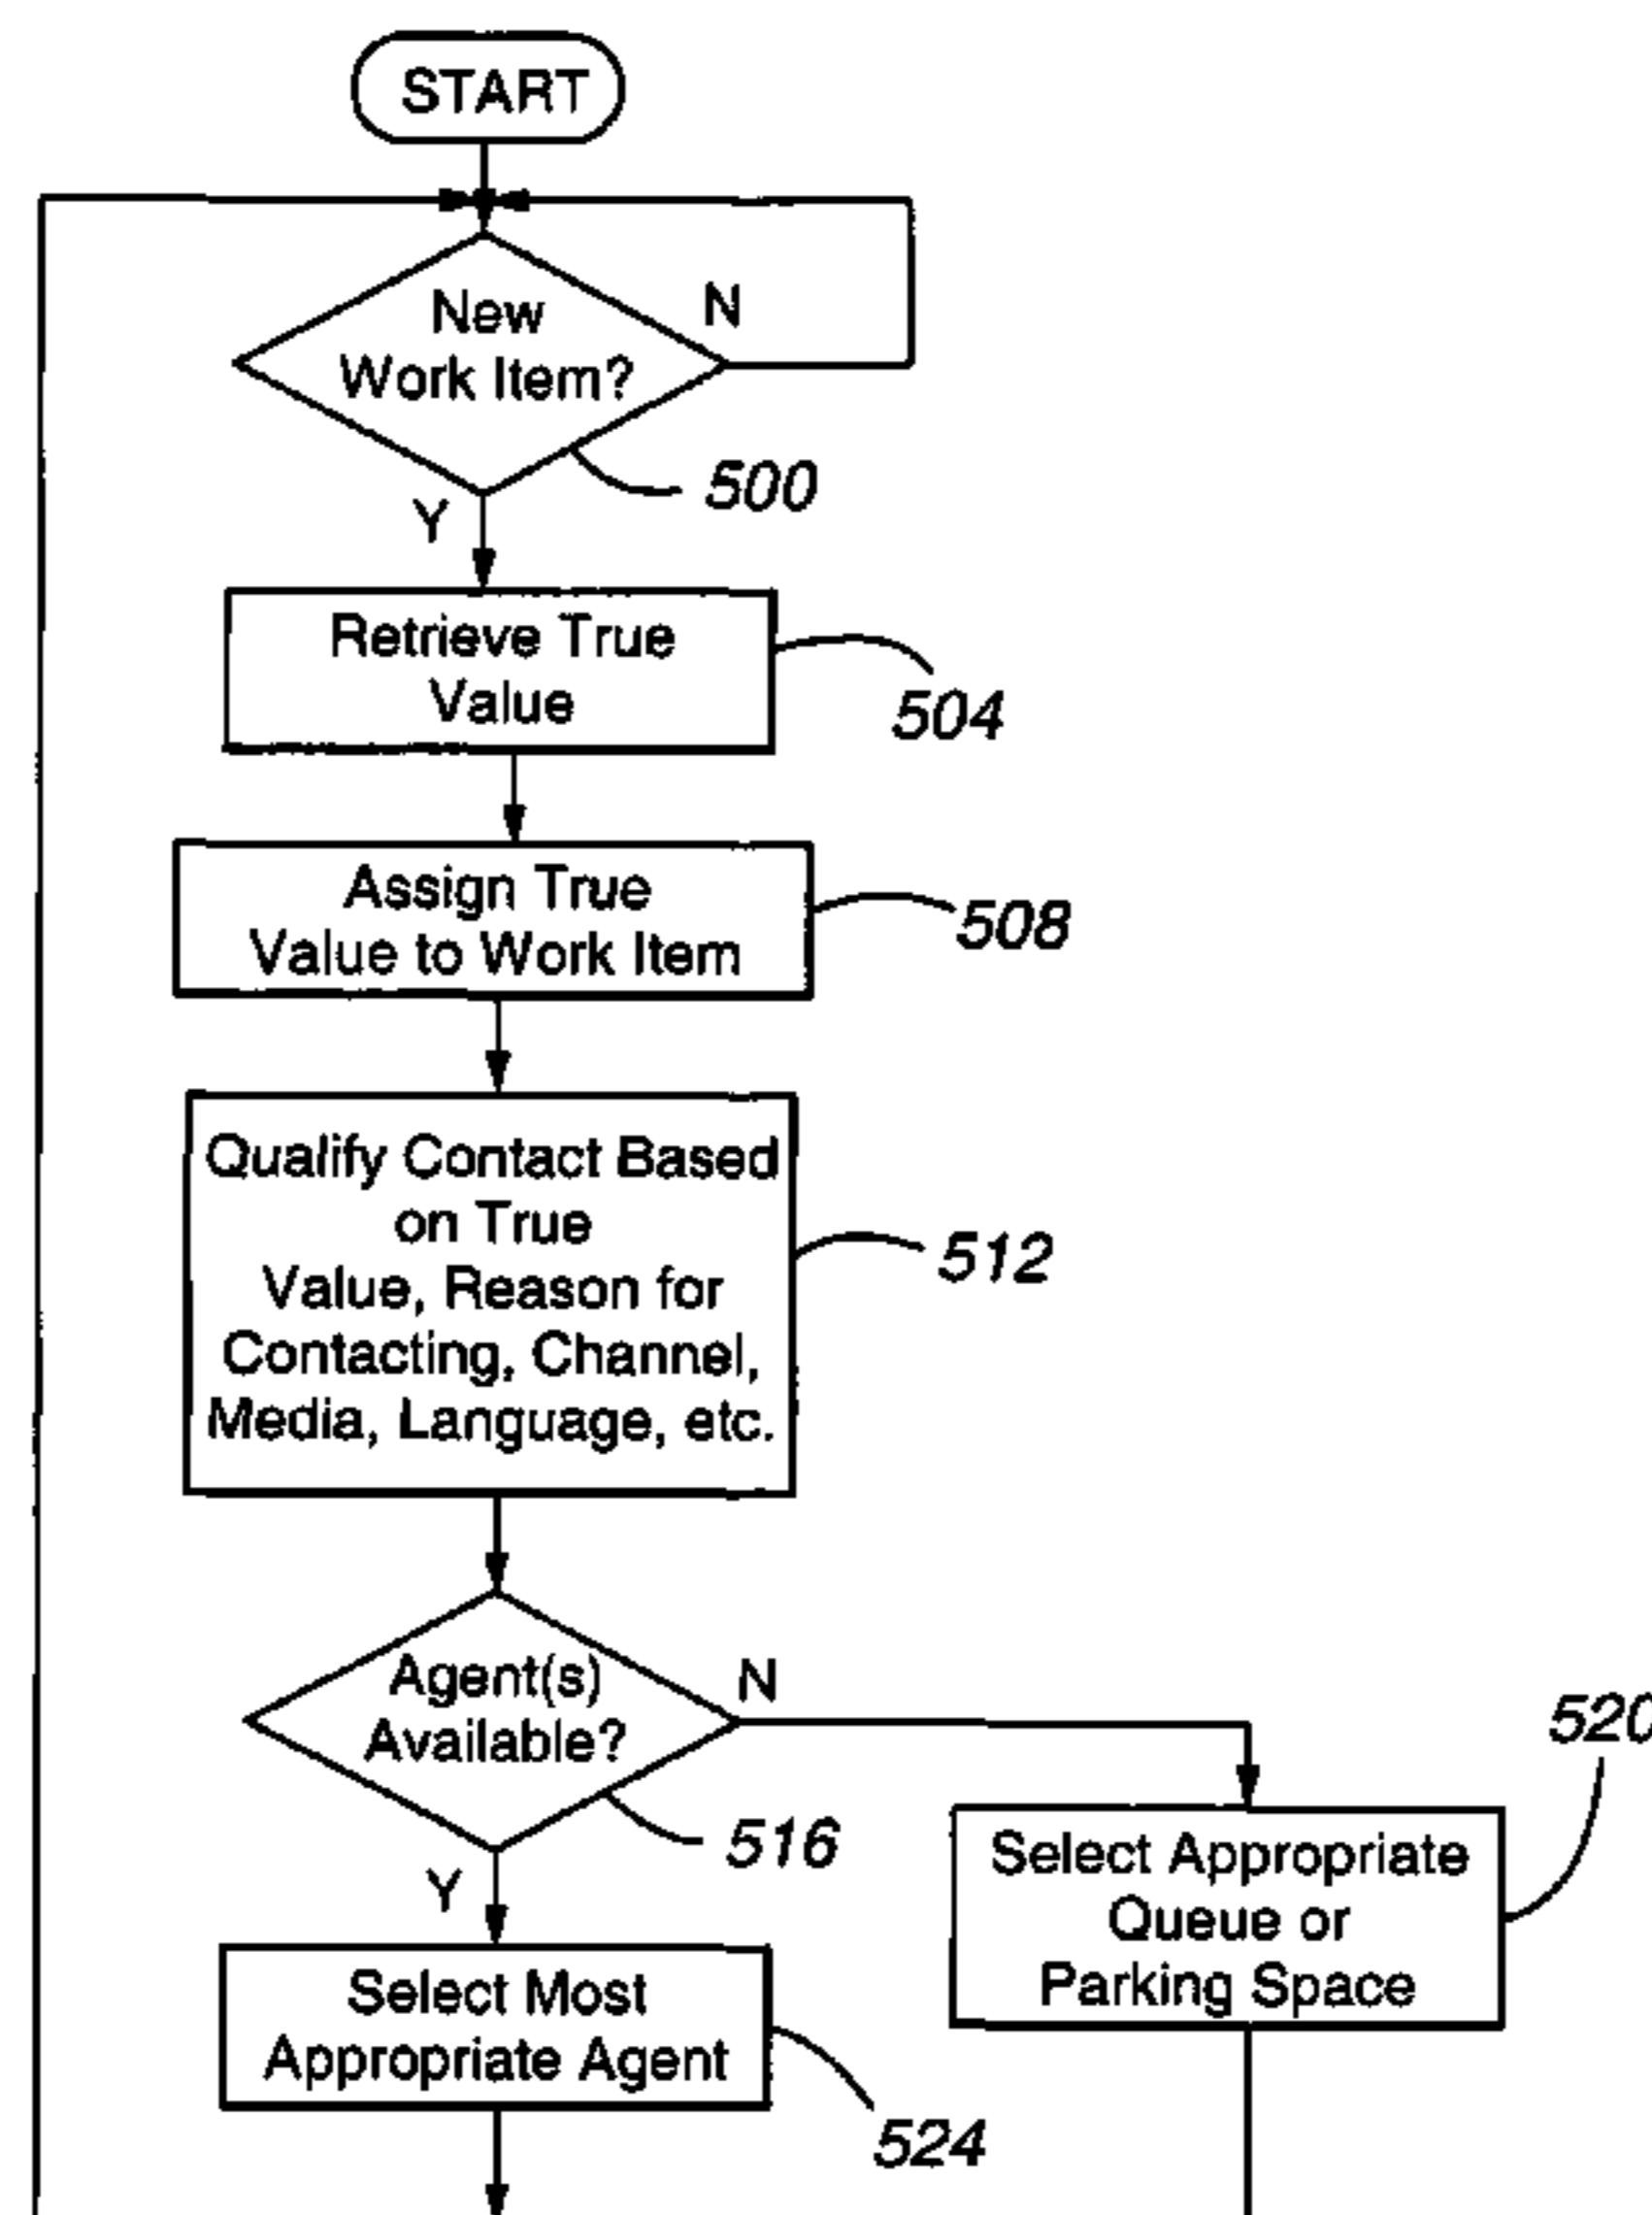 START
New
Work Item?
N
500
Y
Retrieve True
Value
504
Assign True
Value to Work Item
508
Qualify Contact Based
on True
Value, Reason for
Contacting, Channel,
Media, Language, etc.
512
Agent(s)
Available?
N
516
Y
520
Select Appropriate
Queue or
Parking Space
Select Most
Appropriate Agent
524